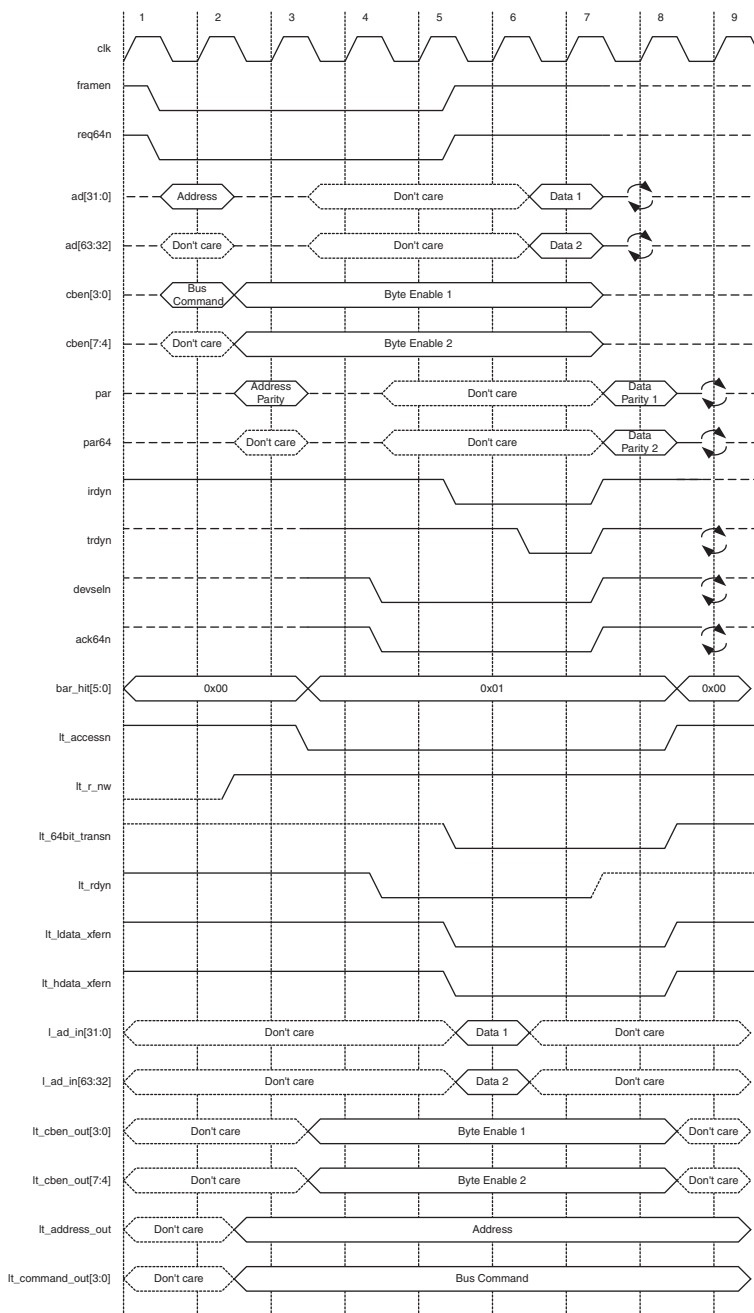 1 2 3 4 5 6 7 8 9
clk
framen
req64n
ad[31:0] Address Don't care Data 1
ad[63:32] Don't care Don't care Data 2
cben[3:0] Bus Command Byte Enable 1
cben[7:4] Don't care Byte Enable 2
par Address Parity Don't care Data Parity 1
par64 Don't care Don't care Data Parity 2
irdyn
trdyn
devseln
ack64n
bar_hit[5:0] 0x00 0x01 0x00
lt_accessn
lt_r_nw
lt_64bit_transn
lt_rdyn
lt_ldata_xfern
lt_hdata_xfern
l_ad_in[31:0] Don't care Data 1 Don't care
l_ad_in[63:32] Don't care Data 2 Don't care
lt_cben_out[3:0] Don't care Byte Enable 1 Don't care
lt_cben_out[7:4] Don't care Byte Enable 2 Don't care
lt_address_out Don't care Address
lt_command_out[3:0] Don't care Bus Command